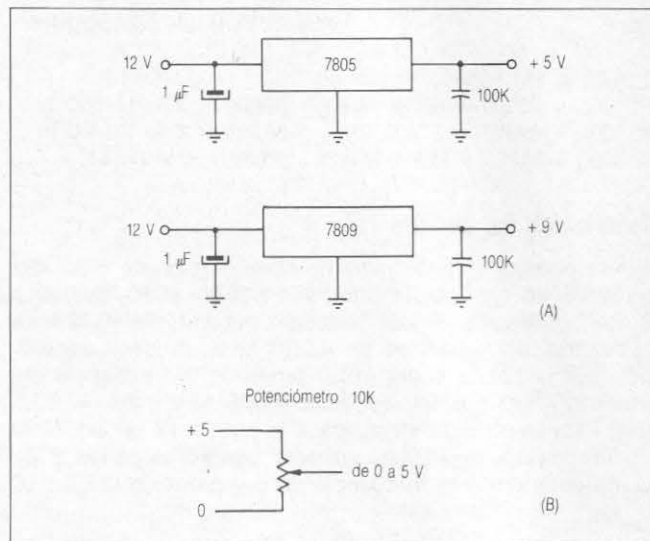 12 V
7805
+ 5 V
1 µF
100K
12 V
7809
+ 9 V
1 µF
100K
(A)
Potenciómetro 10K
+ 5
de 0 a 5 V
0
(B)